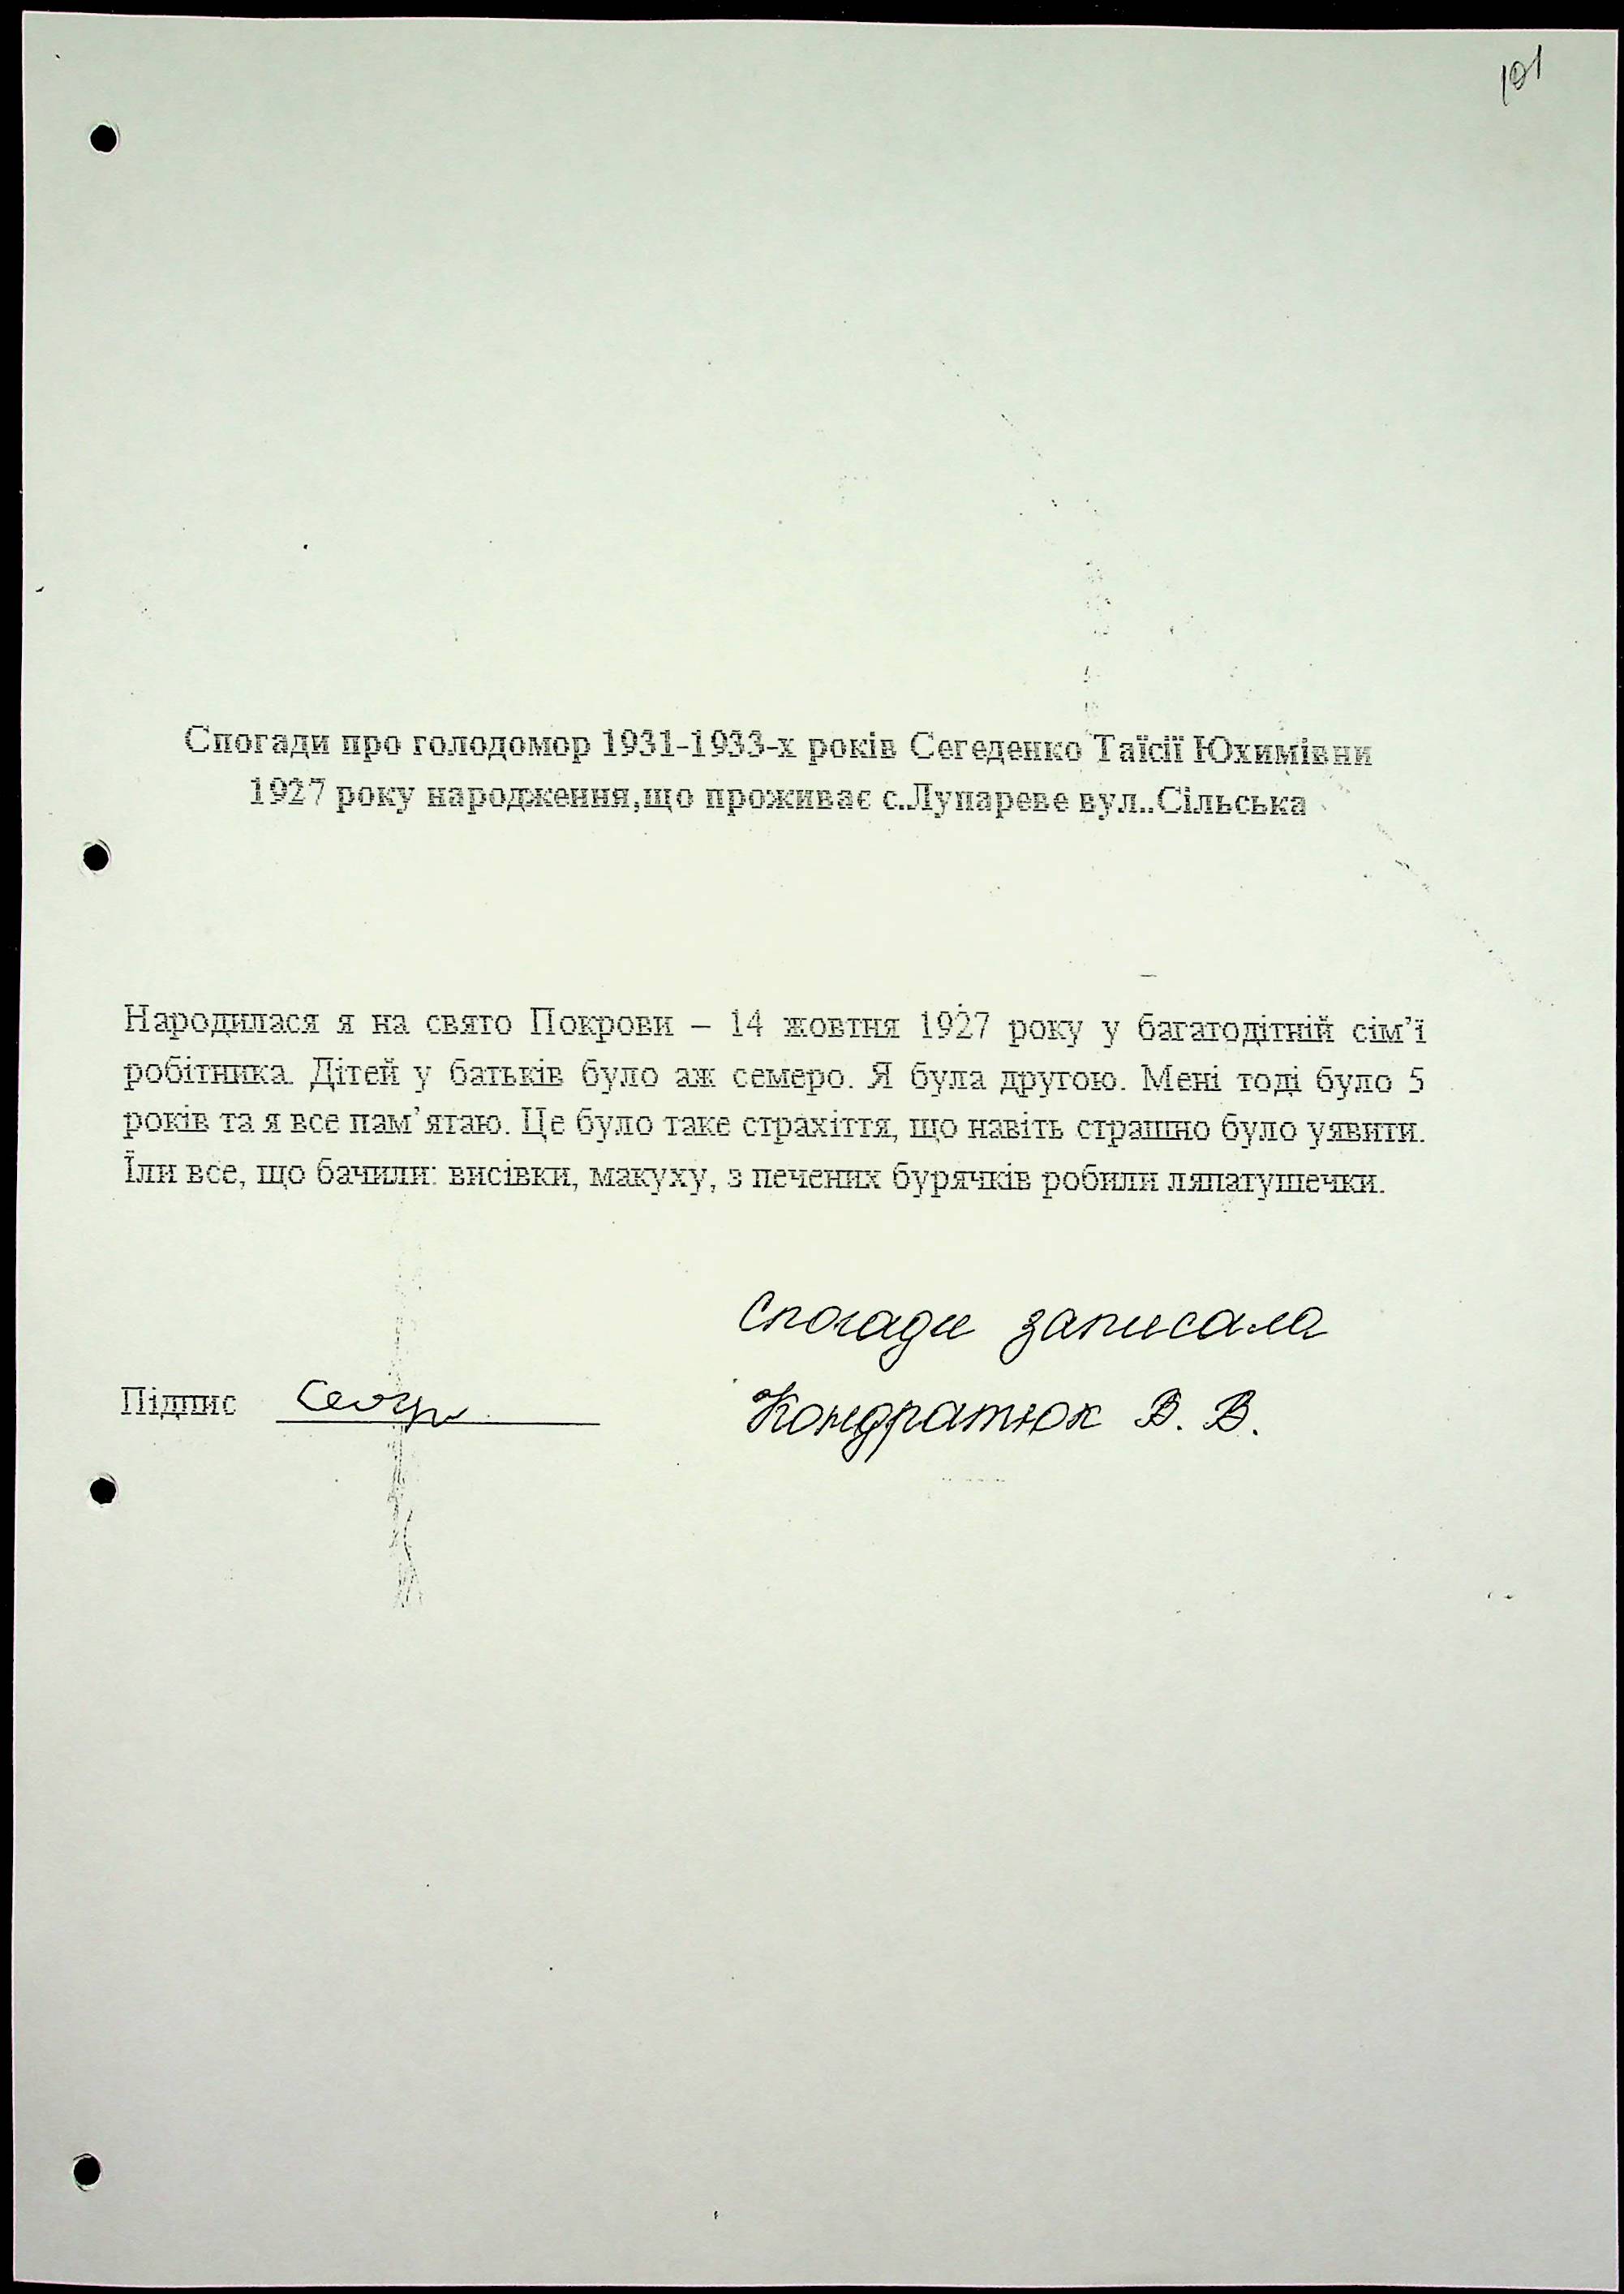 101
Спогади про голодомор 1931-1933-х років Сегеденко Таїсії Юхимівни
1927 року народження,що проживає с..Лупареве вул..Сільська
Народилася я на свято Покрови – 14 жовтня 1927 року у багатодітній сім’ї
робітника. Дітей у батьків було аж семеро. Я була другою. Мені тоді було 5
років та я все пам’ятаю. Це було таке страхіття, що навіть страшно було уявити.
Їли все, що бачили: висівки, макуху, з печених бурячків робили ляпатушечки.
Спогади записала
Підпис
Кондратюк В. В.